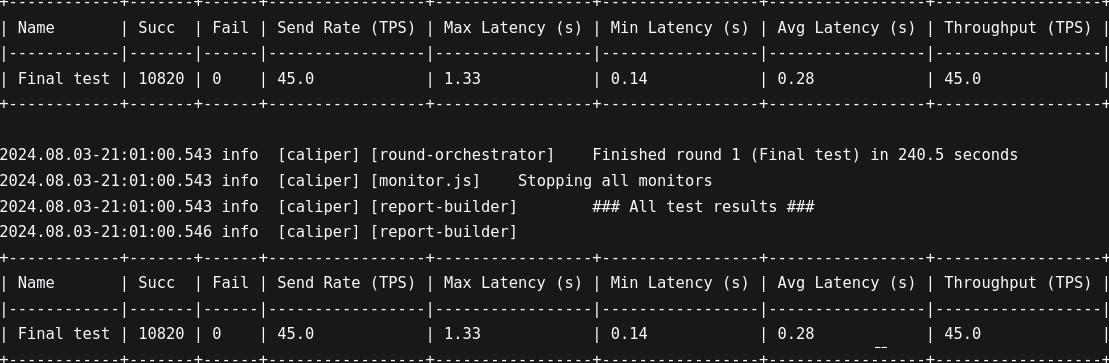 +------------+-------+------+-----------------+-----------------+-----------------+-----------------+------------------+
| Name       | Succ  | Fail | Send Rate (TPS) | Max Latency (s) | Min Latency (s) | Avg Latency (s) | Throughput (TPS) |
|------------|-------|------|-----------------|-----------------|-----------------|-----------------|------------------|
| Final test | 10820 | 0    | 45.0            | 1.33            | 0.14            | 0.28            | 45.0             |
+------------+-------+------+-----------------+-----------------+-----------------+-----------------+------------------+
2024.08.03-21:01:00.543 info  [caliper] [round-orchestrator]    Finished round 1 (Final test) in 240.5 seconds
2024.08.03-21:01:00.543 info  [caliper] [monitor.js]    Stopping all monitors
2024.08.03-21:01:00.543 info  [caliper] [report-builder]        ### All test results ###
2024.08.03-21:01:00.546 info  [caliper] [report-builder]
+------------+-------+------+-----------------+-----------------+-----------------+-----------------+------------------+
| Name       | Succ  | Fail | Send Rate (TPS) | Max Latency (s) | Min Latency (s) | Avg Latency (s) | Throughput (TPS) |
|------------|-------|------|-----------------|-----------------|-----------------|-----------------|------------------|
| Final test | 10820 | 0    | 45.0            | 1.33            | 0.14            | 0.28            | 45.0             |
+------------+-------+------+-----------------+-----------------+-----------------+-----------------+------------------+